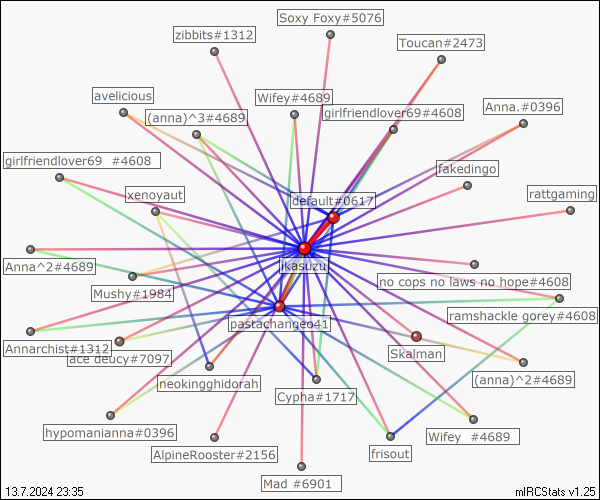 Soxy Foxy#5076
zibbits#1312
Toucan#2473
avelicious
Wifey#4689
(anna)^3#4689
girlfriendlover69#4608
Anna.#0396
girlfriendlover69  #4608
fakedingo
xenoyaut
default#0617
rattgaming
Anna^2#4689
jikasuzuj
Mushy#1984
no cops no laws no hope#4608
ramshackle gorey#4608
pastachangeo41
Annarchist#1312
ace deucy#7097
Skalman
neokingghidorah
(anna)^2#4689
Cypha#1717
hypomanianna#0396
Wifey  #4689
AlpineRooster#2156
frisout
Mad #6901
13.7.2024 23:35
mIRCStats v1.25